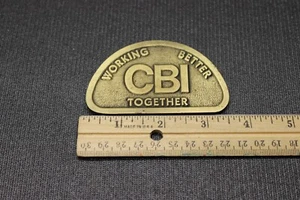 WORKING BETTER
CBI
TOGETHER
1 2 3 4 5